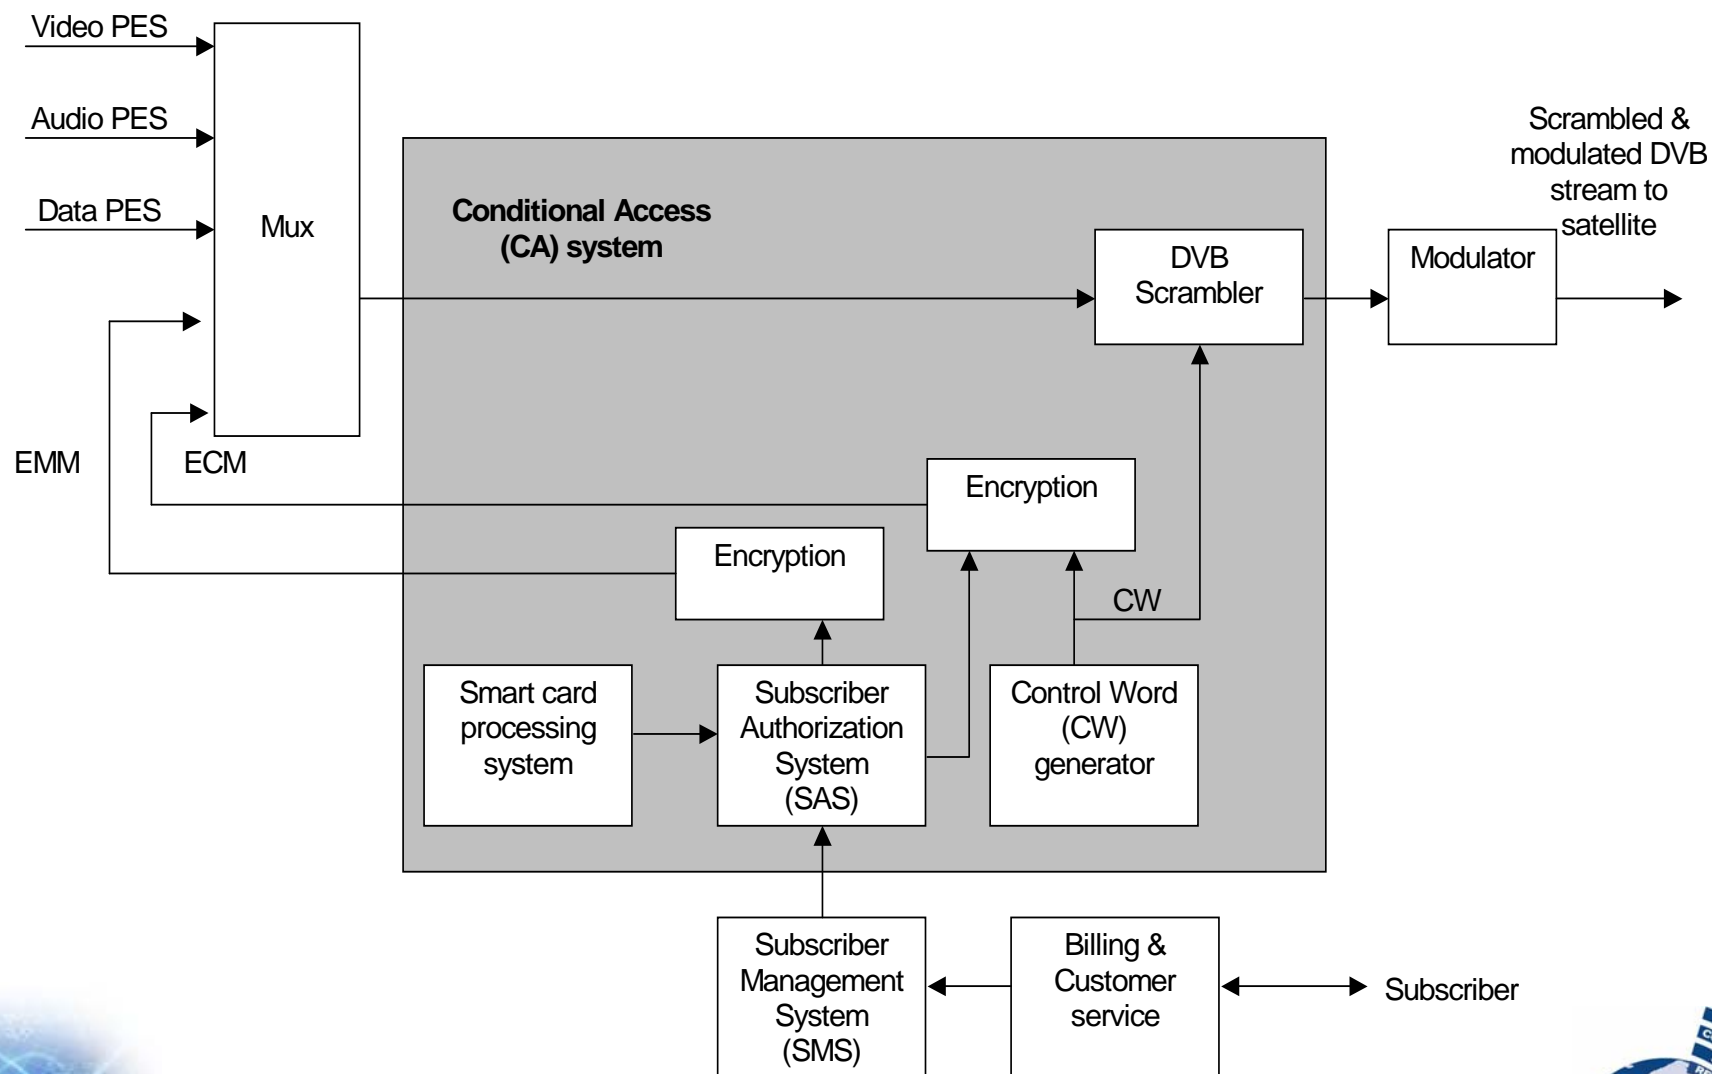 Video PES
Audio PES
Data PES
Mux
EMM
ECM
Conditional Access
(CA) system
DVB
Scrambler
Modulator
Scrambled &
modulated DVB
stream to
satellite
Encryption
Encryption
CW
Smart card
processing
system
Subscriber
Authorization
System
(SAS)
Control Word
(CW)
generator
Subscriber
Management
System
(SMS)
Billing &
Customer
service
Subscriber